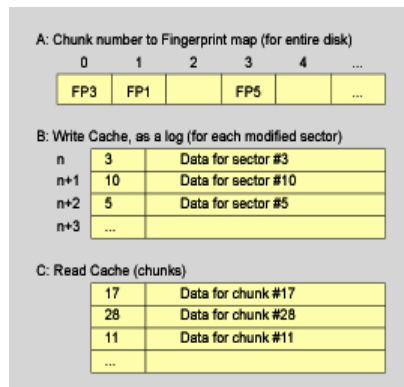 A: Chunk number to Fingerprint map (for entire disk)
0 1 2 3 4 ...
FP3 FP1 FP5 ...
B: Write Cache, as a log (for each modified sector)
n 3 Data for sector #3
n+1 10 Data for sector #10
n+2 5 Data for sector #5
n+3 ...
C: Read Cache (chunks)
17 Data for chunk #17
28 Data for chunk #28
11 Data for chunk #11
...